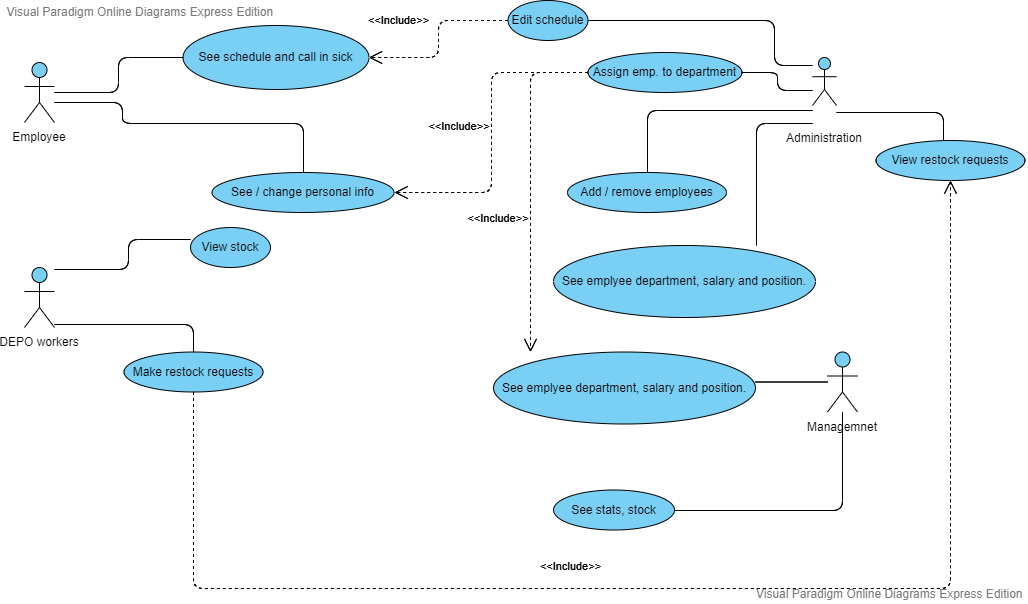 Visual Paradigm Online Diagrams Express Edition
<<Include>>
Edit schedule
See schedule and call in sick
Assign emp. to department
Employee
<<Include>>
Administration
View restock requests
See / change personal info
Add / remove employees
<<Include>>
View stock
See emplyee department, salary and position.
DEPO workers
Make restock requests
See emplyee department, salary and position.
Managemnet
See stats, stock
<<Include>>
Visual Paradigm Online Diagrams Express Edition